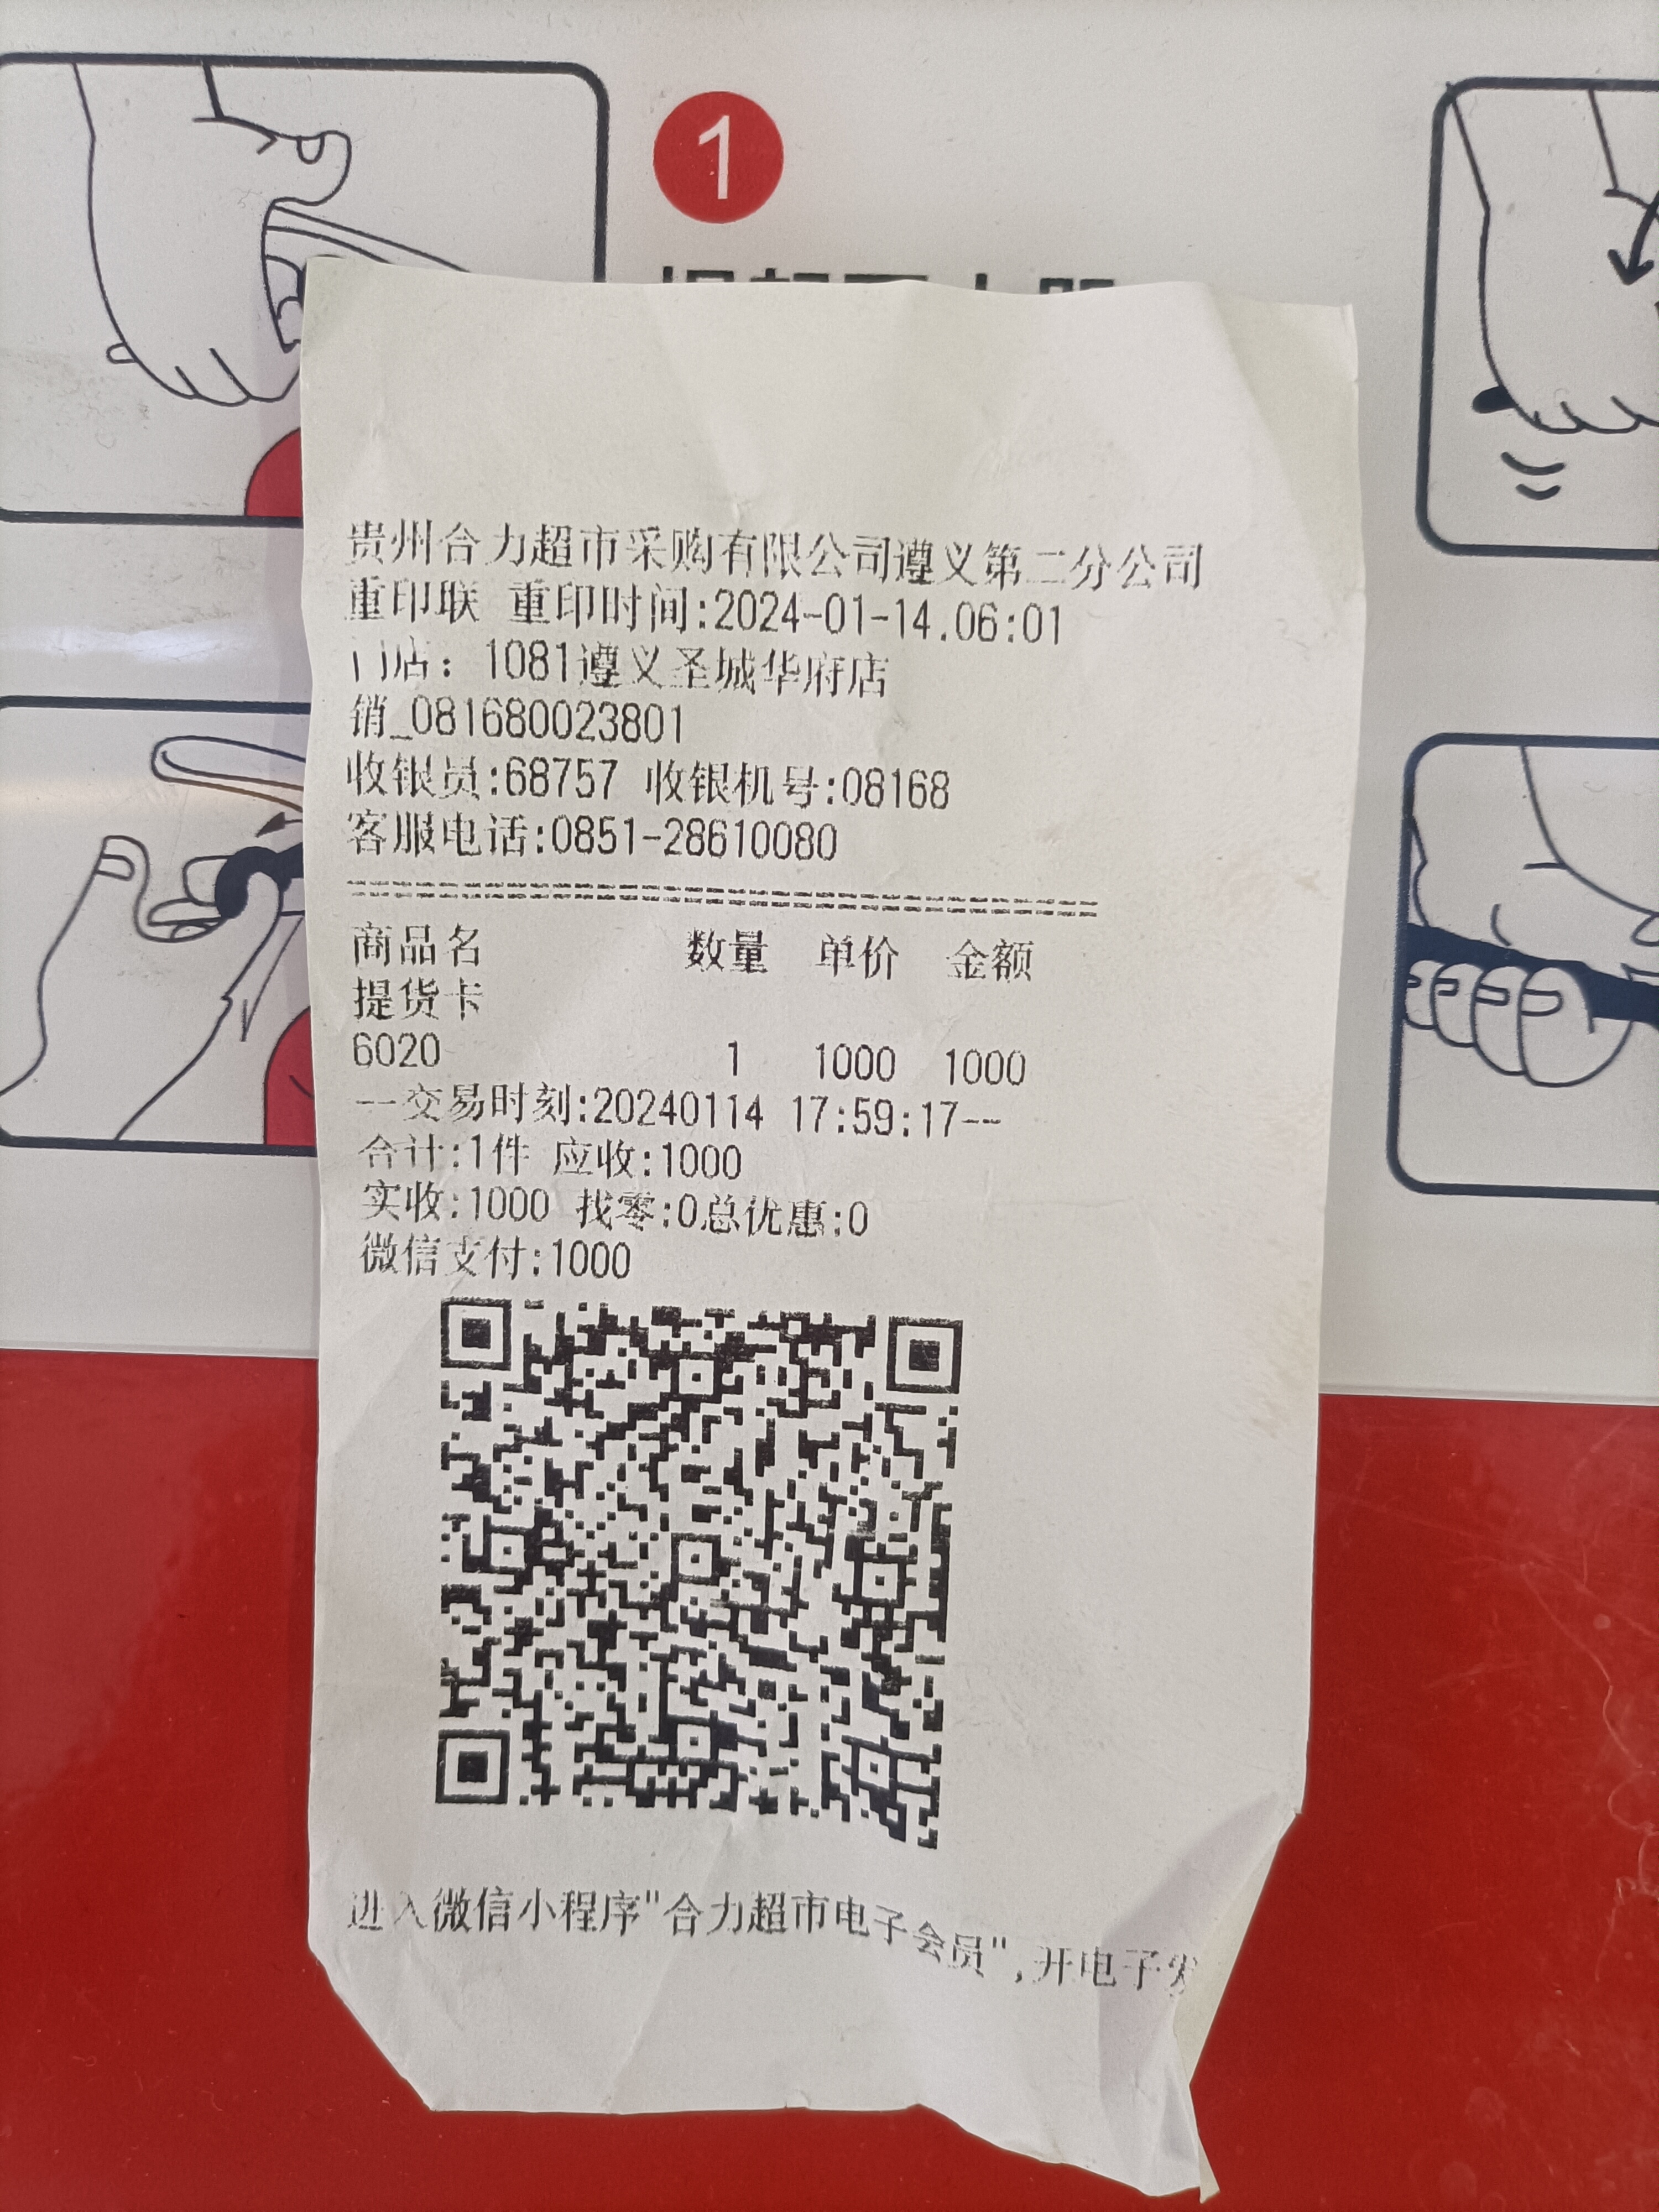 1
贵州合力超市采购有限公司遵义第二分公司
重印联 重印时间:2024-01-14.06:01
门店：1081遵义圣城华府店
销_081680023801
收银员:68757 收银机号:08168
客服电话:0851-28610080
商品名 数量 单价 金额
提货卡
6020 1 1000 1000
--交易时刻:20240114 17:59:17--
合计:1件 应收:1000
实收:1000 找零:0总优惠:0
微信支付:1000
进入微信小程序"合力超市电子会员",开电子发